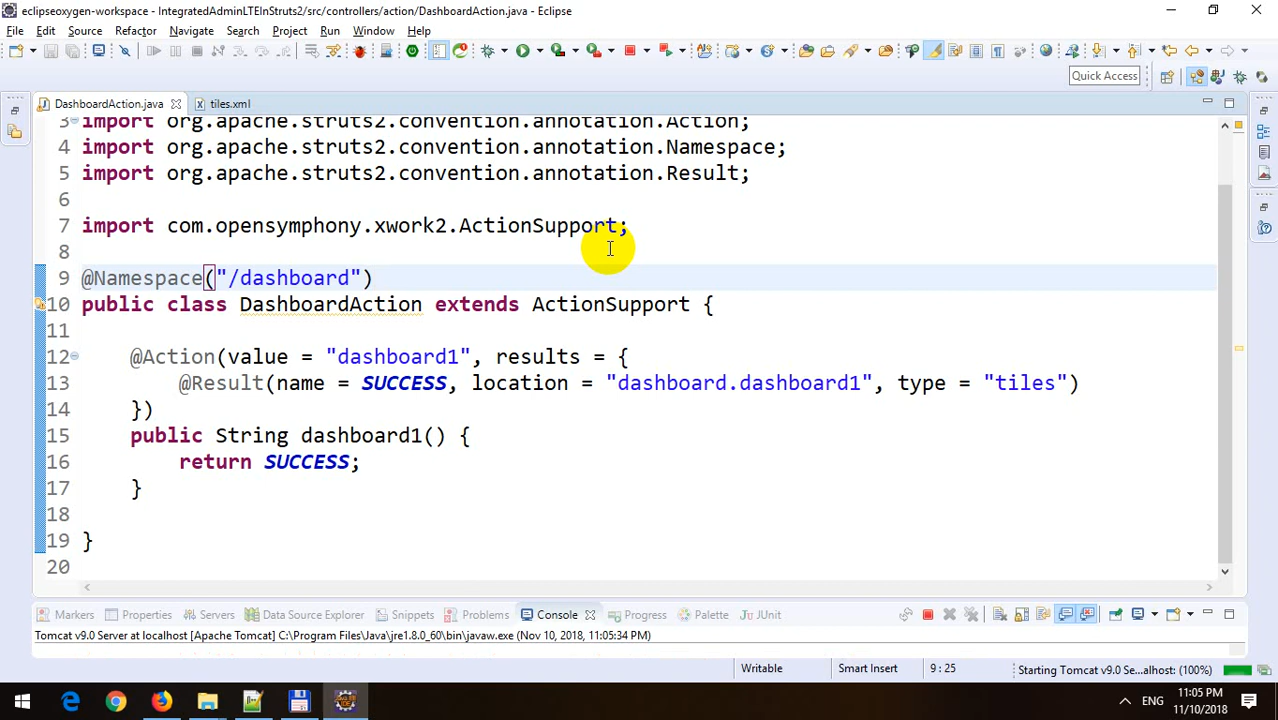 eclipseoxygen-workspace - IntegratedAdminLTEInStruts2/src/controllers/action/DashboardAction.java - Eclipse
File Edit Source Refactor Navigate Search Project Run Window Help
Quick Access
DashboardAction.java tiles.xml
3 import org.apache.struts2.convention.annotation.Action;
4 import org.apache.struts2.convention.annotation.Namespace;
5 import org.apache.struts2.convention.annotation.Result;
6
7 import com.opensymphony.xwork2.ActionSupport;
8
9 @Namespace("/dashboard")
10 public class DashboardAction extends ActionSupport {
11
12 @Action(value = "dashboard1", results = {
13 @Result(name = SUCCESS, location = "dashboard.dashboard1", type = "tiles")
14 })
15 public String dashboard1() {
16 return SUCCESS;
17 }
18
19 }
20
Markers Properties Servers Data Source Explorer Snippets Problems Console Progress Palette JUnit
Tomcat v9.0 Server at localhost [Apache Tomcat] C:\Program Files\Java\jre1.8.0_60\bin\javaw.exe (Nov 10, 2018, 11:05:34 PM)
Writable Smart Insert 9 : 25 Starting Tomcat v9.0 Se...alhost: (100%)
ENG 11:05 PM
11/10/2018